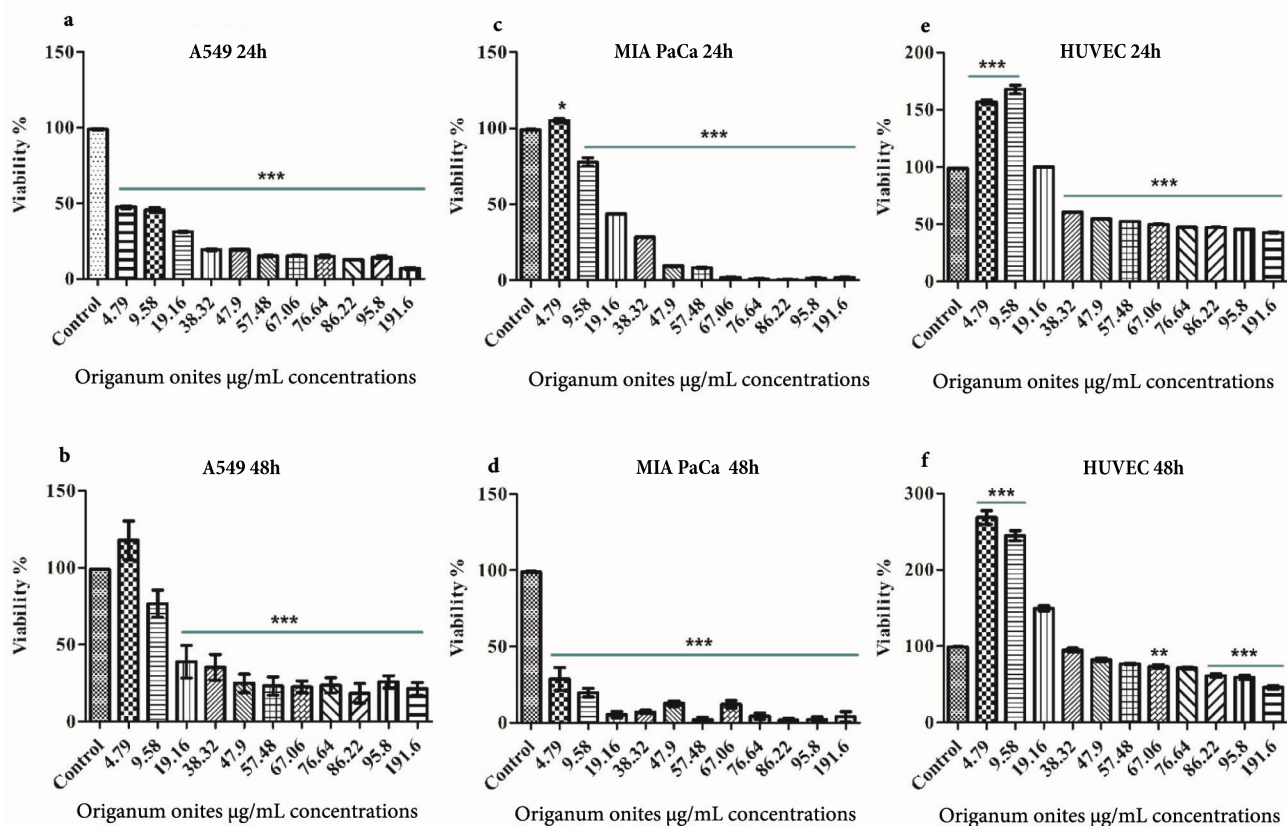 a
A549 24h
Viability %
150
100
50
0
***
Control 4.79 9.58 19.16 38.32 47.9 57.48 67.06 76.64 86.22 95.8 191.6
Origanum onites µg/mL concentrations
c
MIA PaCa 24h
Viability %
150
100
50
0
*
***
Control 4.79 9.58 19.16 38.32 47.9 57.48 67.06 76.64 86.22 95.8 191.6
Origanum onites µg/mL concentrations
e
HUVEC 24h
Viability %
200
150
100
50
0
***
***
Control 4.79 9.58 19.16 38.32 47.9 57.48 67.06 76.64 86.22 95.8 191.6
Origanum onites µg/mL concentrations
b
A549 48h
Viability %
150
100
50
0
***
Control 4.79 9.58 19.16 38.32 47.9 57.48 67.06 76.64 86.22 95.8 191.6
Origanum onites µg/mL concentrations
d
MIA PaCa 48h
Viability %
150
100
50
0
***
Control 4.79 9.58 19.16 38.32 47.9 57.48 67.06 76.64 86.22 95.8 191.6
Origanum onites µg/mL concentrations
f
HUVEC 48h
Viability %
300
200
100
0
***
**
***
Control 4.79 9.58 19.16 38.32 47.9 57.48 67.06 76.64 86.22 95.8 191.6
Origanum onites µg/mL concentrations